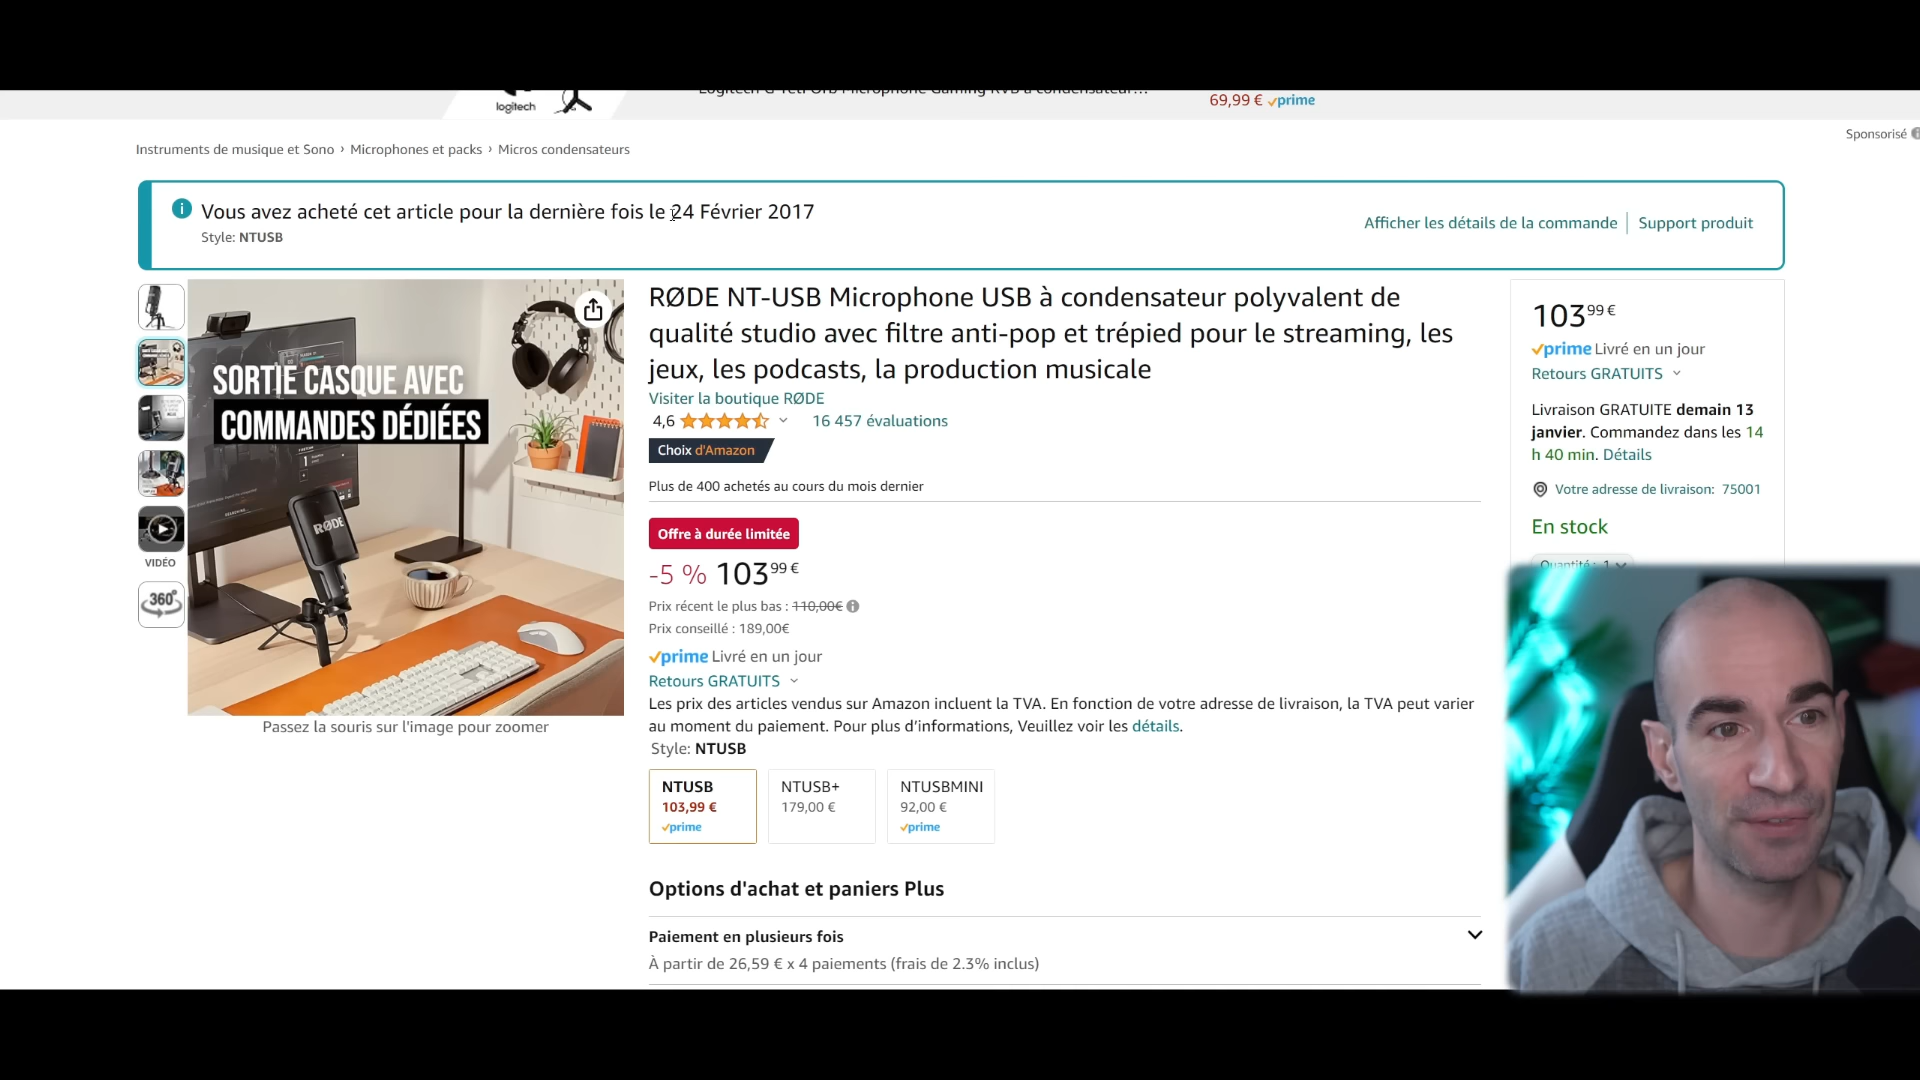 logitech
Logitech G Yeti Orb Microphone Gaming RVB à condensateur...
69,99 € prime
Sponsorisé
Instruments de musique et Sono › Microphones et packs › Micros condensateurs
Vous avez acheté cet article pour la dernière fois le 24 Février 2017
Style: NTUSB
Afficher les détails de la commande | Support produit
SORTIE CASQUE AVEC
COMMANDES DÉDIÉES
RØDE
VIDÉO
360°
Passez la souris sur l'image pour zoomer
RØDE NT-USB Microphone USB à condensateur polyvalent de
qualité studio avec filtre anti-pop et trépied pour le streaming, les
jeux, les podcasts, la production musicale
Visiter la boutique RØDE
4,6 16 457 évaluations
Choix d'Amazon
Plus de 400 achetés au cours du mois dernier
Offre à durée limitée
-5 % 103,99 €
Prix récent le plus bas : 110,00€
Prix conseillé : 189,00€
prime Livré en un jour
Retours GRATUITS
Les prix des articles vendus sur Amazon incluent la TVA. En fonction de votre adresse de livraison, la TVA peut varier
au moment du paiement. Pour plus d’informations, Veuillez voir les détails.
Style: NTUSB
NTUSB
103,99 €
prime
NTUSB+
179,00 €
NTUSBMINI
92,00 €
prime
Options d'achat et paniers Plus
Paiement en plusieurs fois
À partir de 26,59 € x 4 paiements (frais de 2.3% inclus)
103 99 €
prime Livré en un jour
Retours GRATUITS
Livraison GRATUITE demain 13
janvier. Commandez dans les 14
h 40 min. Détails
Votre adresse de livraison: 75001
En stock
Quantité : 1